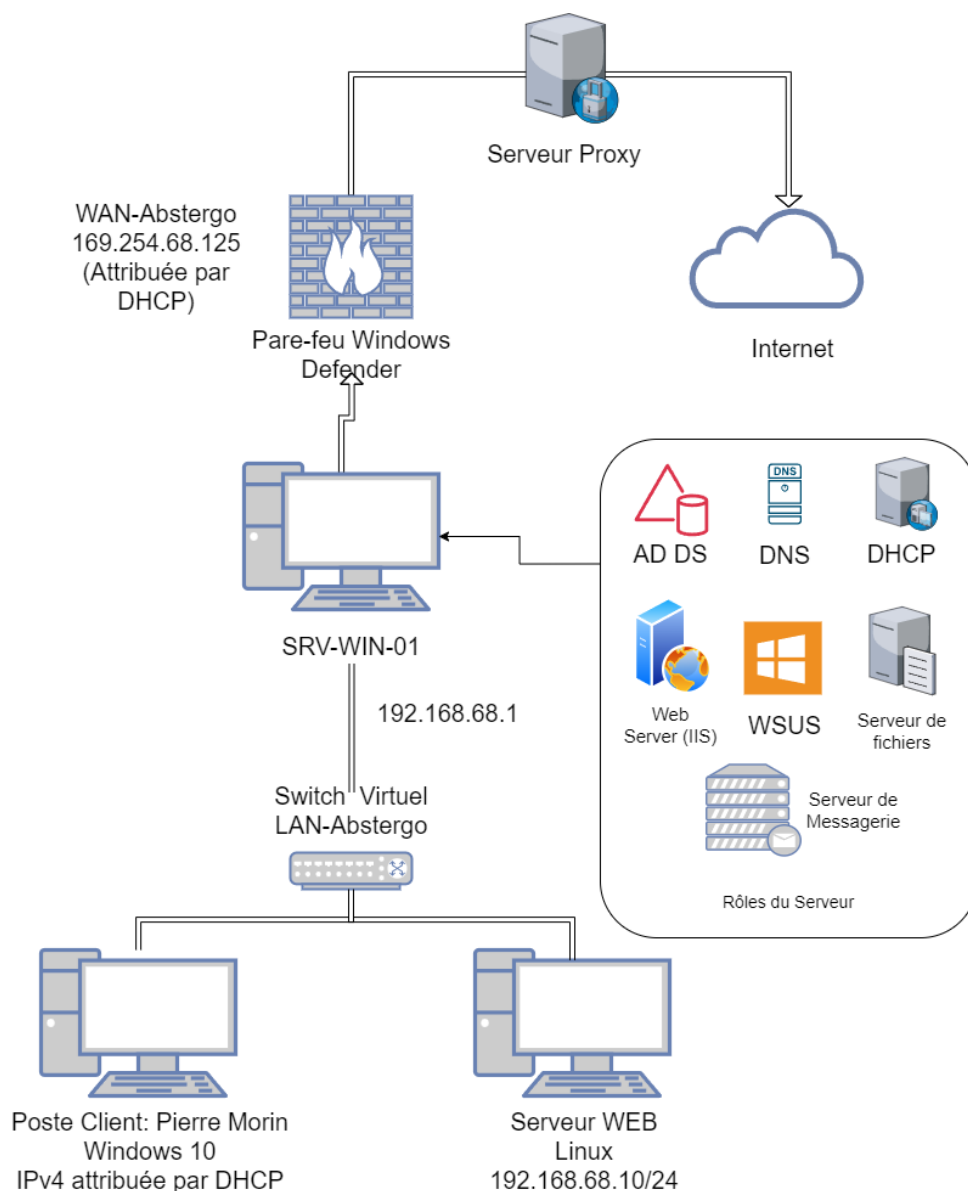 Serveur Proxy
WAN-Abstergo
169.254.68.125
(Attribuée par
DHCP)
Pare-feu Windows
Defender
Internet
SRV-WIN-01
192.168.68.1
Switch Virtuel
LAN-Abstergo
AD DS
DNS
DNS
DHCP
Web
Server (IIS)
WSUS
Serveur de
fichiers
Serveur de
Messagerie
Rôles du Serveur
Poste Client: Pierre Morin
Windows 10
IPv4 attribuée par DHCP
Serveur WEB
Linux
192.168.68.10/24